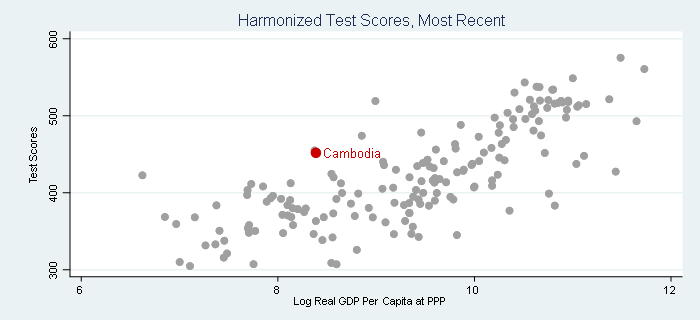 Harmonized Test Scores, Most Recent
600
500
400
300
Test Scores
Cambodia
6
8
10
12
Log Real GDP Per Capita at PPP